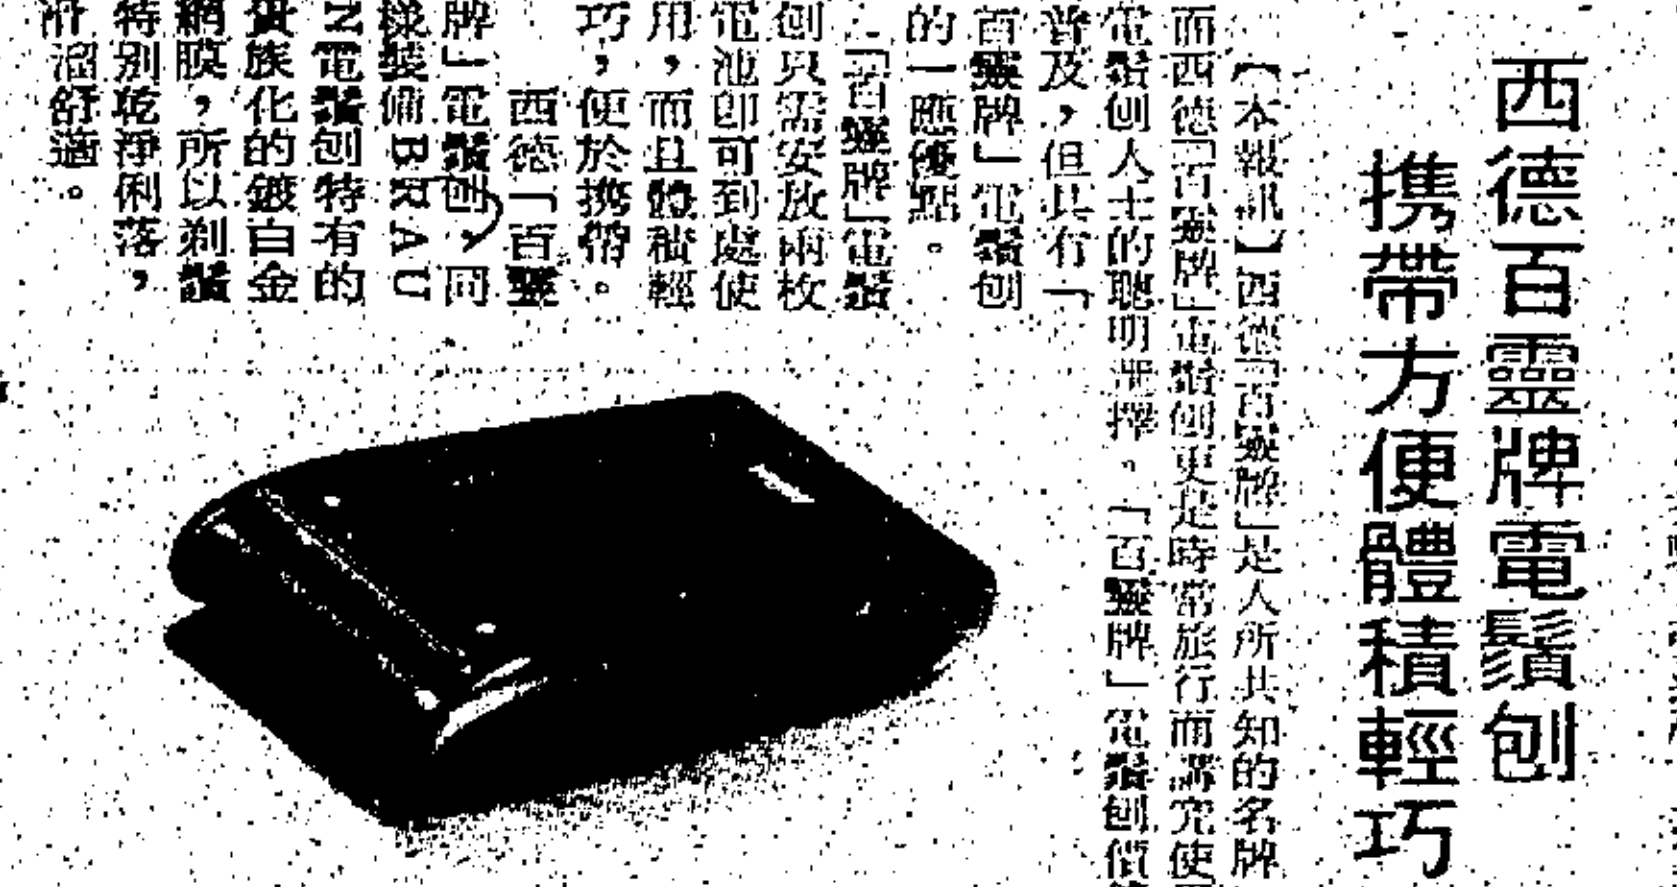 西德百靈牌電鬚刨
携帶方便體積輕巧
【本報訊】西德「百靈牌」是人所共知的名牌
而西德「百靈牌」電鬚刨更是時常旅行而講究使
電鬚刨人士的聰明選擇。「百靈牌」電鬚刨價
普及，但具有「
百靈牌」電鬚刨
的一應優點。
「百靈牌」電鬚
刨只需安放兩枚
電池即可到處使
用，而且體積輕
巧，便於携帶。
西德「百靈
牌」電鬚刨，同
樣裝備BRAU
N電鬚刨特有的
貴族化的鍍白金
網膜，所以剃鬚
特別乾淨俐落，
滑溜舒適。